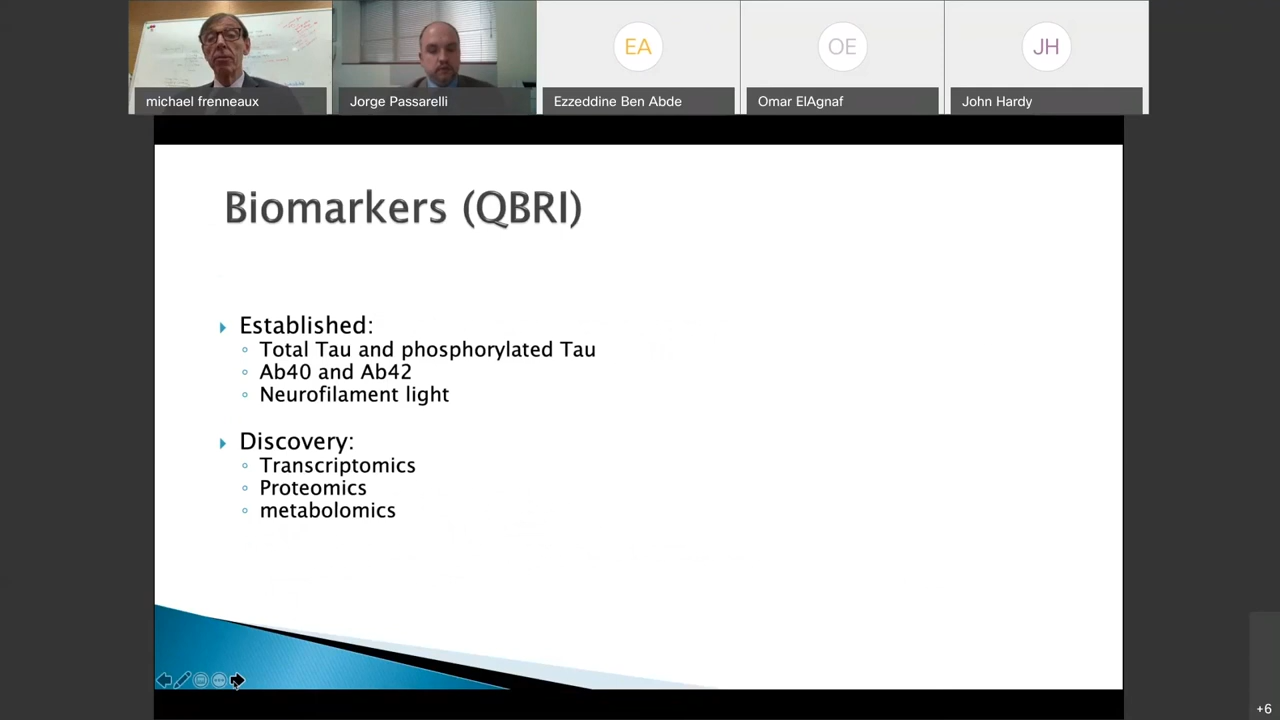 EA
OE
JH
michael frenneaux
Jorge Passarelli
Ezzeddine Ben Abde
Omar ElAgnaf
John Hardy
Biomarkers (QBRI)
Established:
Total Tau and phosphorylated Tau
Ab40 and Ab42
Neurofilament light
Discovery:
Transcriptomics
Proteomics
metabolomics
+6